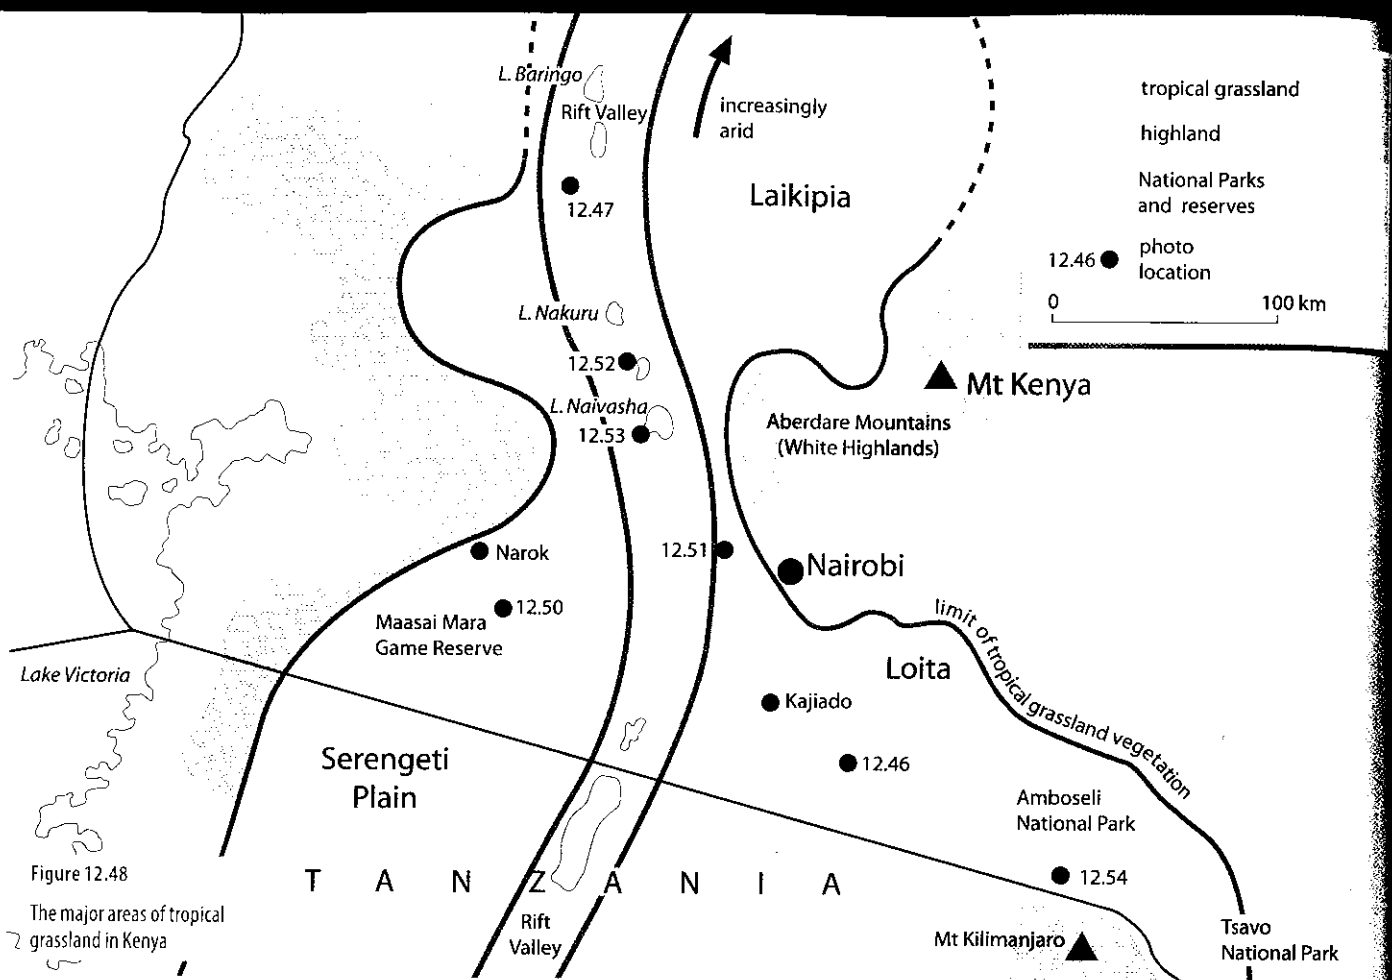 L. Baringo
Rift Valley
increasingly
arid
tropical grassland
highland
National Parks
and reserves
12.46
photo
location
0
100 km
Laikipia
12.47
L. Nakuru
12.52
L. Naivasha
12.53
Mt Kenya
Aberdare Mountains
(White Highlands)
12.51
Nairobi
Narok
12.50
Maasai Mara
Game Reserve
limit of tropical grassland vegetation
Loita
Lake Victoria
Kajiado
12.46
Serengeti
Plain
Amboseli
National Park
12.54
TANZANIA
Rift
Valley
Mt Kilimanjaro
Tsavo
National Park
Figure 12.48
The major areas of tropical
grassland in Kenya